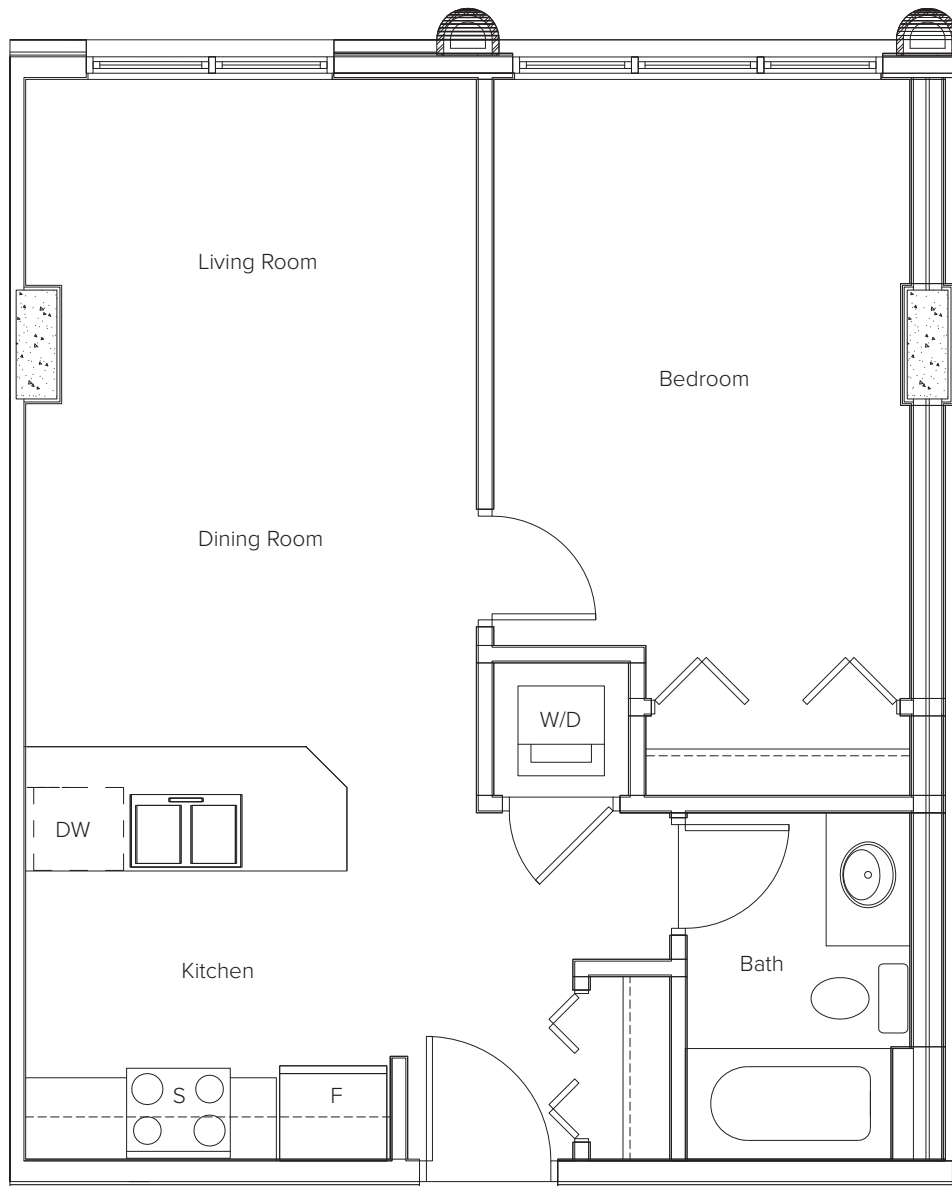 Living Room
Bedroom
Dining Room
W/D
DW
Bath
Kitchen
S
F